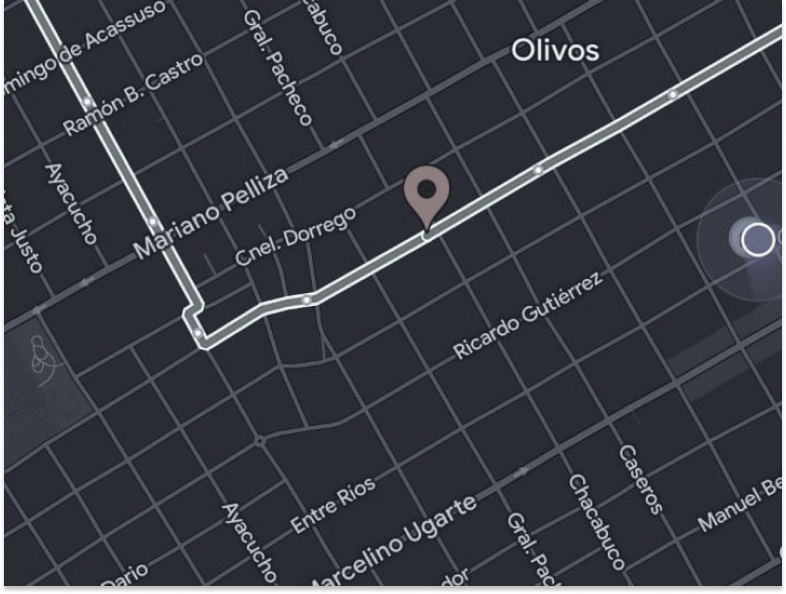 mingo de Acassuso
cabuco
Olivos
Gral. Pacheco
Ramón B. Castro
Ayacucho
Mariano Pelliza
ta Justo
Cnel. Dorrego
Ricardo Gutiérrez
Caseros
Chacabuco
Manuel Be
Entre Ríos
Ayacucho
Marcelino Ugarte
Gral. Pac
Dario
dor